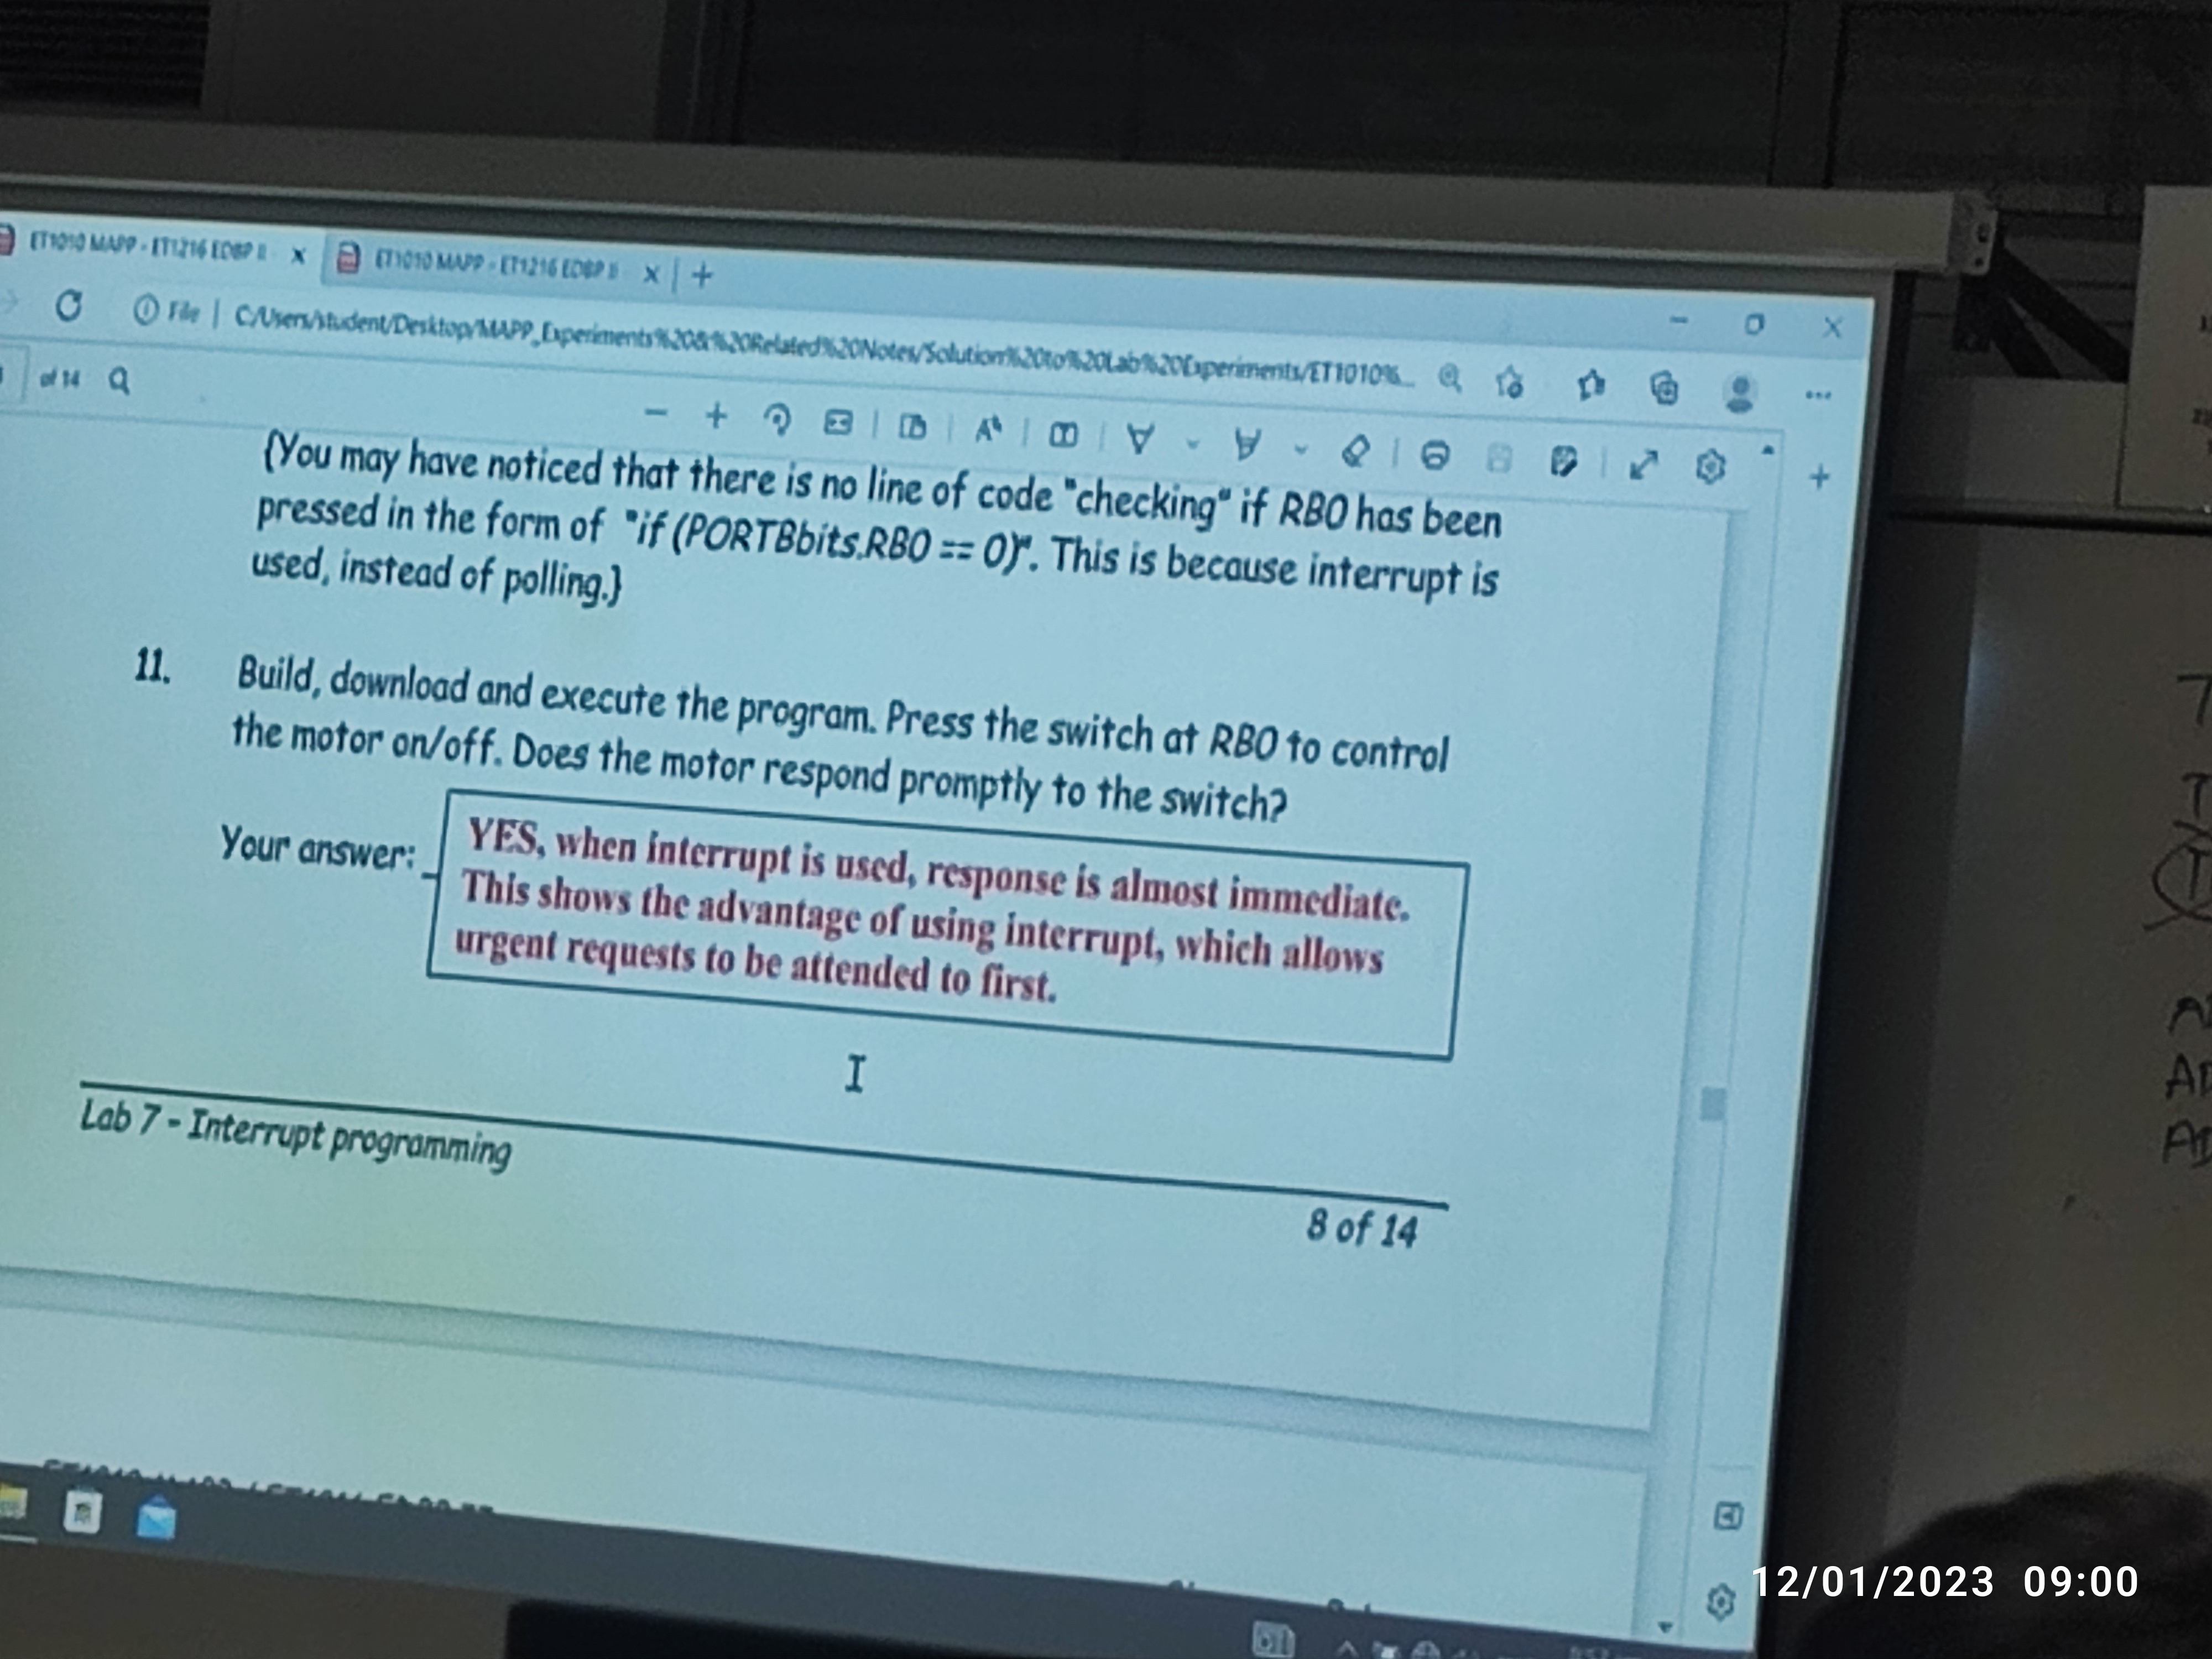 ET1010 MAPP - ET1216 EDBP II
ET1010 MAPP - ET1216 EDBP II
File | C:/Users/student/Desktop/MAPP_Experiments%20&%20Related%20Notes/Solution%20to%20Lab%20Experiments/ET1010%...
of 14
{You may have noticed that there is no line of code "checking" if RB0 has been
pressed in the form of "if (PORTBbits.RB0 == 0)". This is because interrupt is
used, instead of polling.}
11. Build, download and execute the program. Press the switch at RB0 to control
the motor on/off. Does the motor respond promptly to the switch?
Your answer:
YES, when interrupt is used, response is almost immediate.
This shows the advantage of using interrupt, which allows
urgent requests to be attended to first.
Lab 7 - Interrupt programming
8 of 14
12/01/2023 09:00